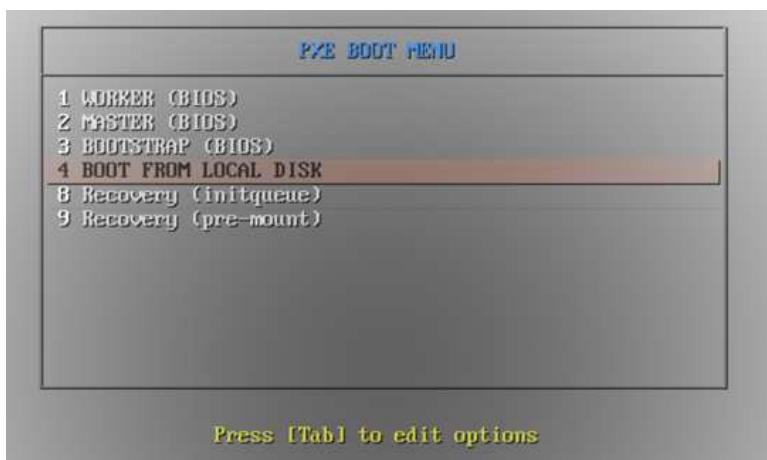 PXE BOOT MENU
1 WORKER (BIOS)
2 MASTER (BIOS)
3 BOOTSTRAP (BIOS)
4 BOOT FROM LOCAL DISK
8 Recovery (initqueue)
9 Recovery (pre-mount)
Press [Tab] to edit options